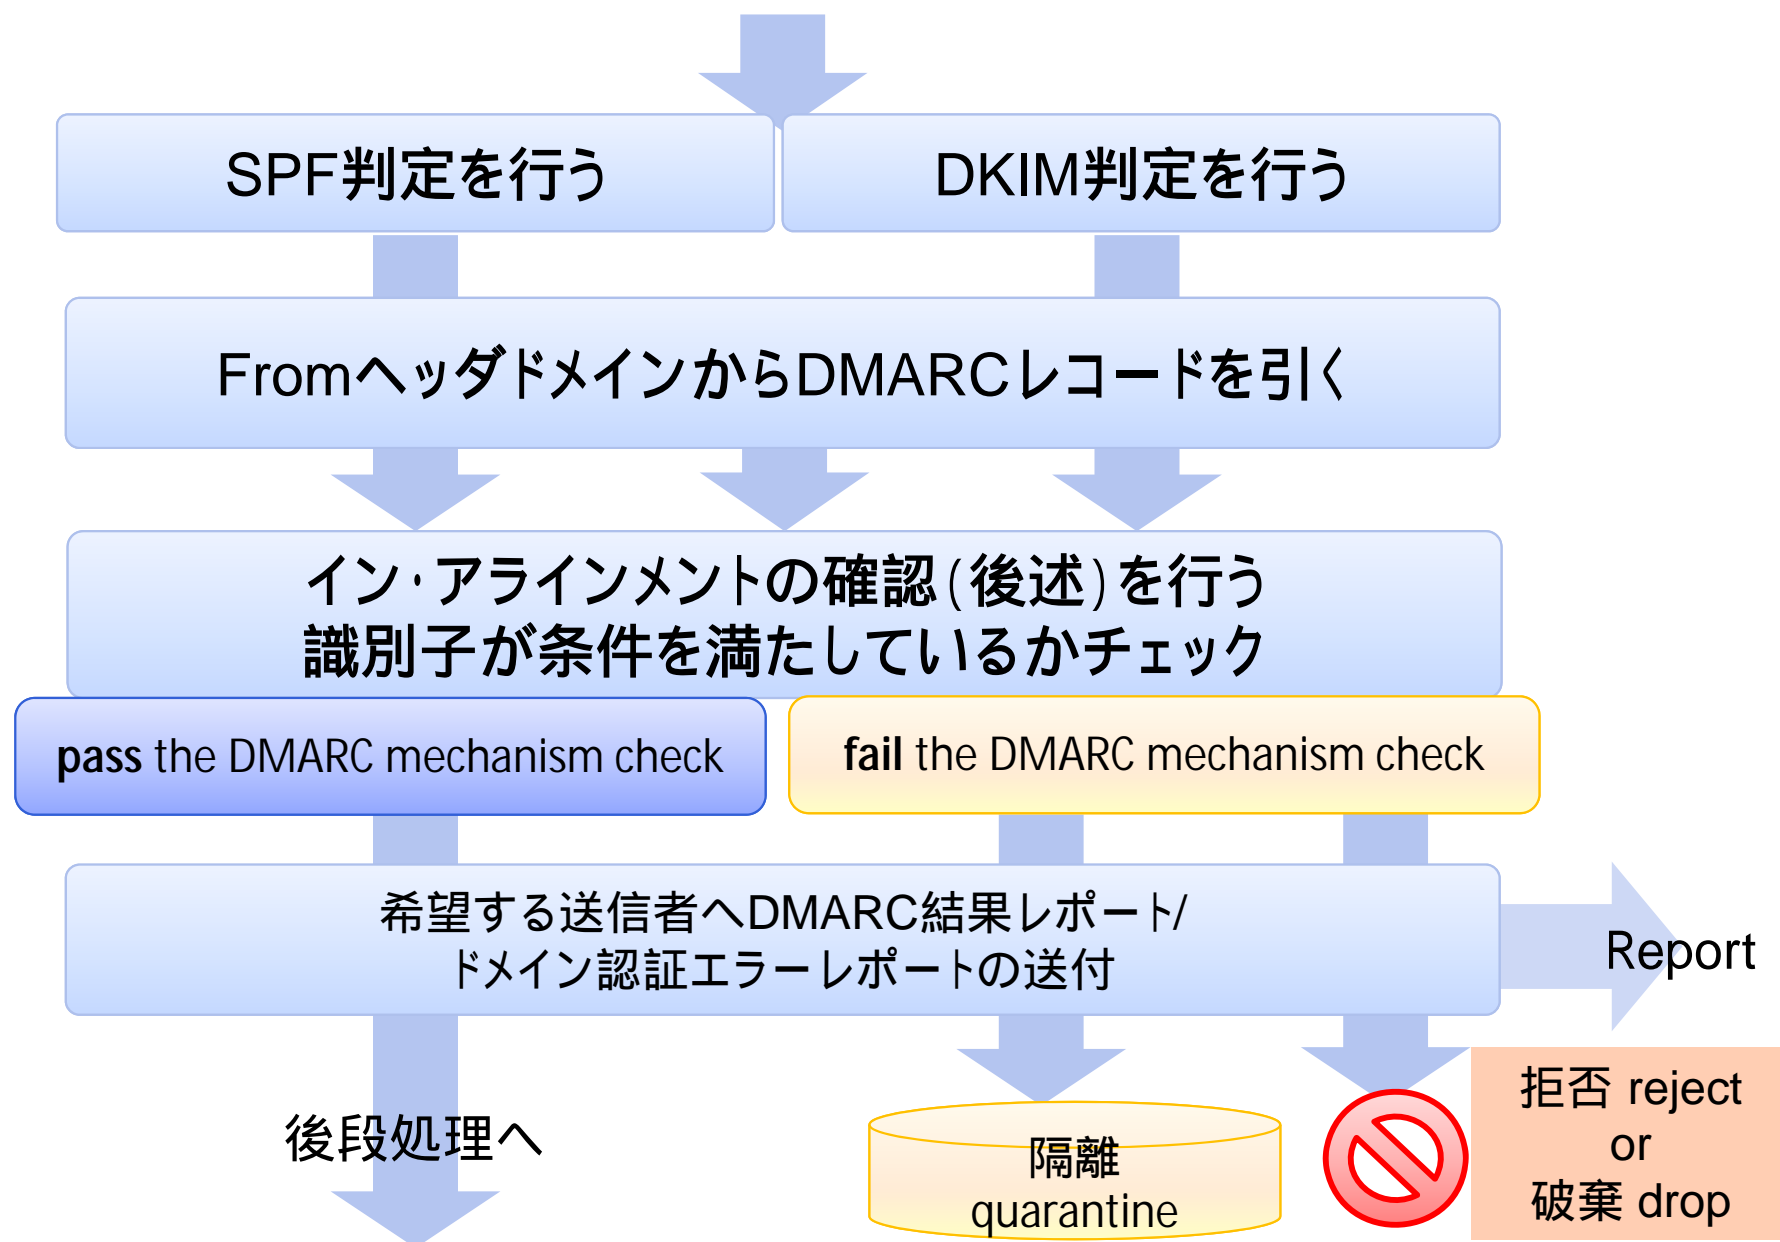 SPF判定を行う
DKIM判定を行う
FromヘッダドメインからDMARCレコードを引く
イン・アラインメントの確認(後述)を行う
識別子が条件を満たしているかチェック
pass the DMARC mechanism check
fail the DMARC mechanism check
希望する送信者へDMARC結果レポート/
ドメイン認証エラーレポートの送付
Report
後段処理へ
隔離
quarantine
拒否 reject
or
破棄 drop